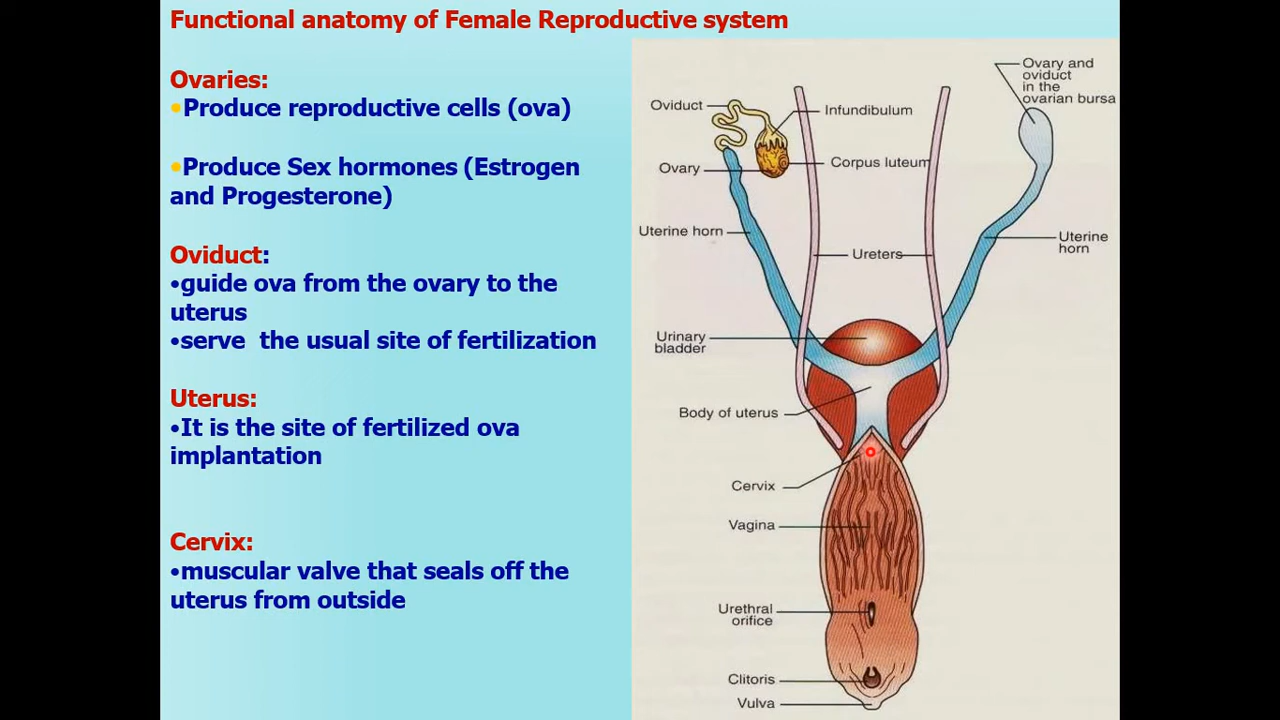 Functional anatomy of Female Reproductive system
Ovaries:
•Produce reproductive cells (ova)
•Produce Sex hormones (Estrogen
and Progesterone)
Oviduct:
•guide ova from the ovary to the
uterus
•serve  the usual site of fertilization
Uterus:
•It is the site of fertilized ova
implantation
Cervix:
•muscular valve that seals off the
uterus from outside
Ovary and
oviduct
in the
ovarian bursa
Oviduct
Infundibulum
Corpus luteum
Ovary
Uterine horn
Uterine
horn
Ureters
Urinary
bladder
Body of uterus
Cervix
Vagina
Urethral
orifice
Clitoris
Vulva